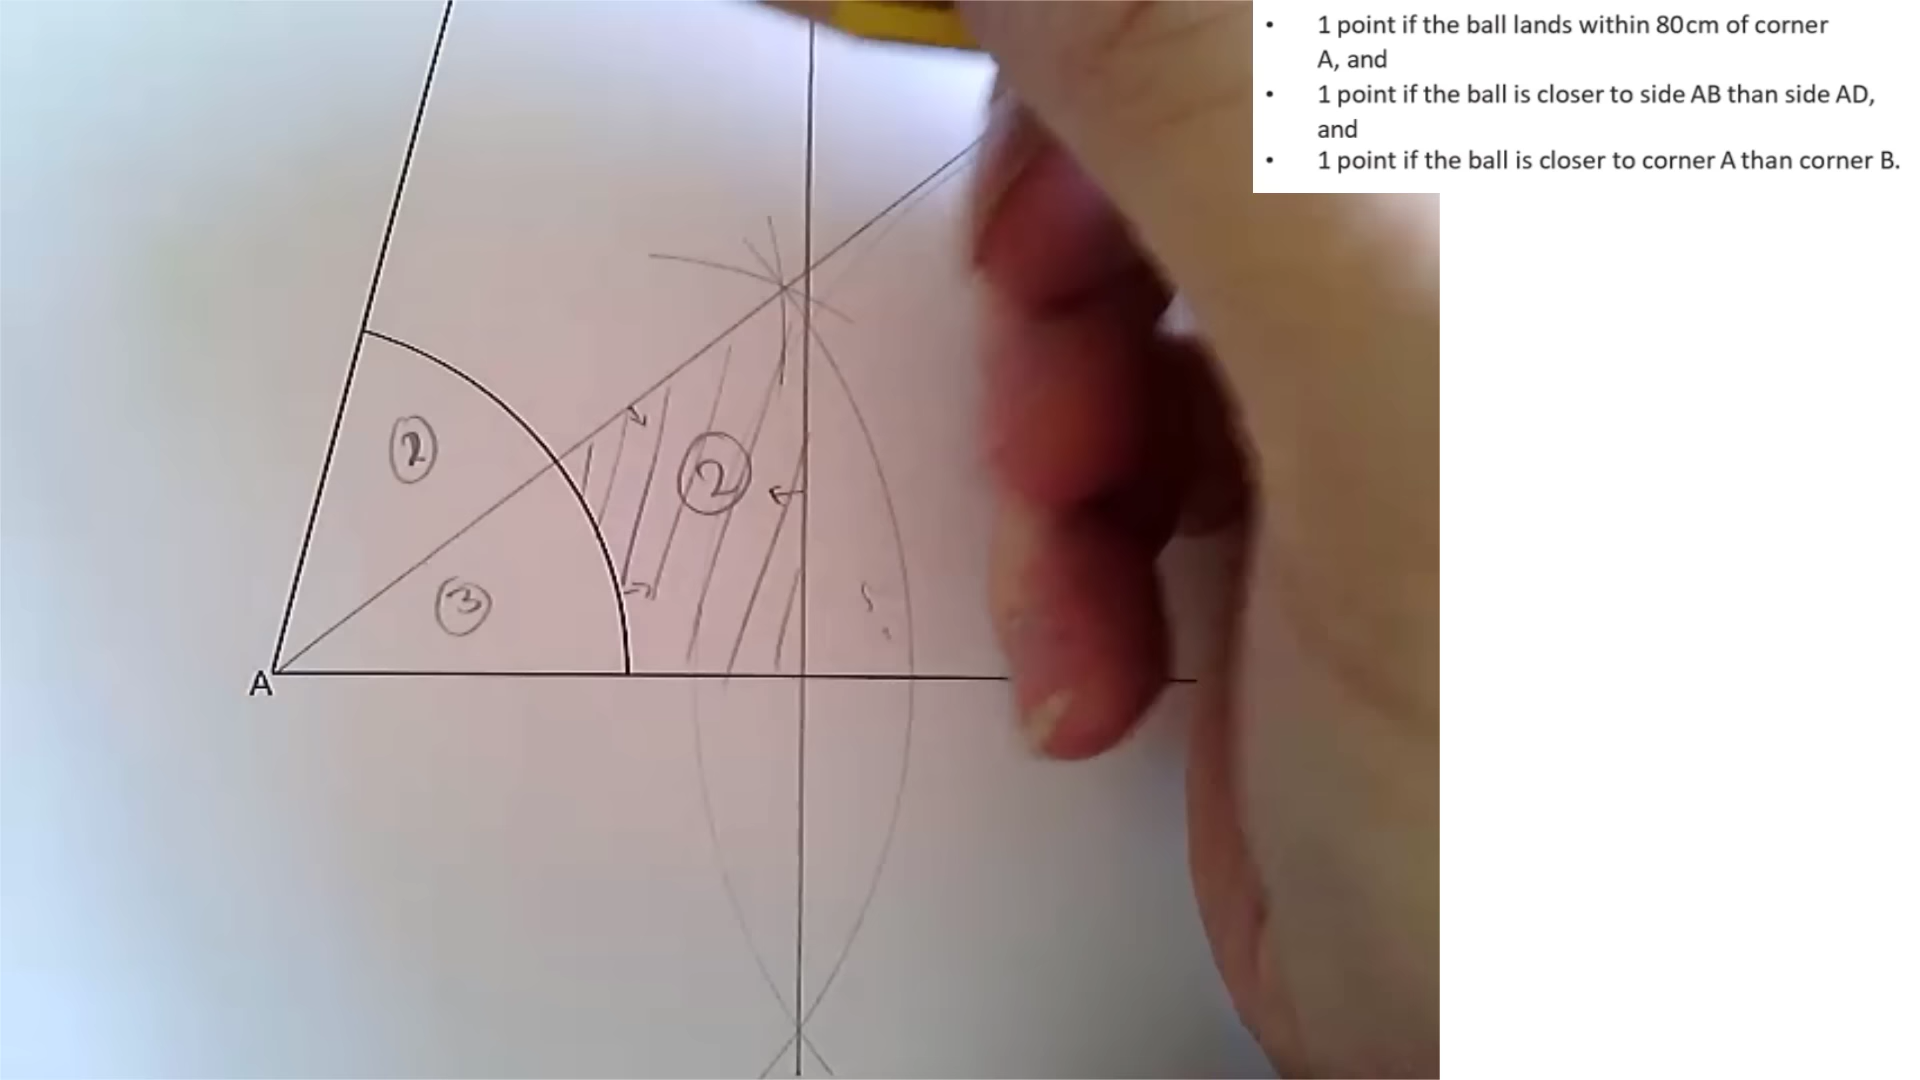 • 1 point if the ball lands within 80cm of corner
A, and
• 1 point if the ball is closer to side AB than side AD,
and
• 1 point if the ball is closer to corner A than corner B.
2
2
3
A